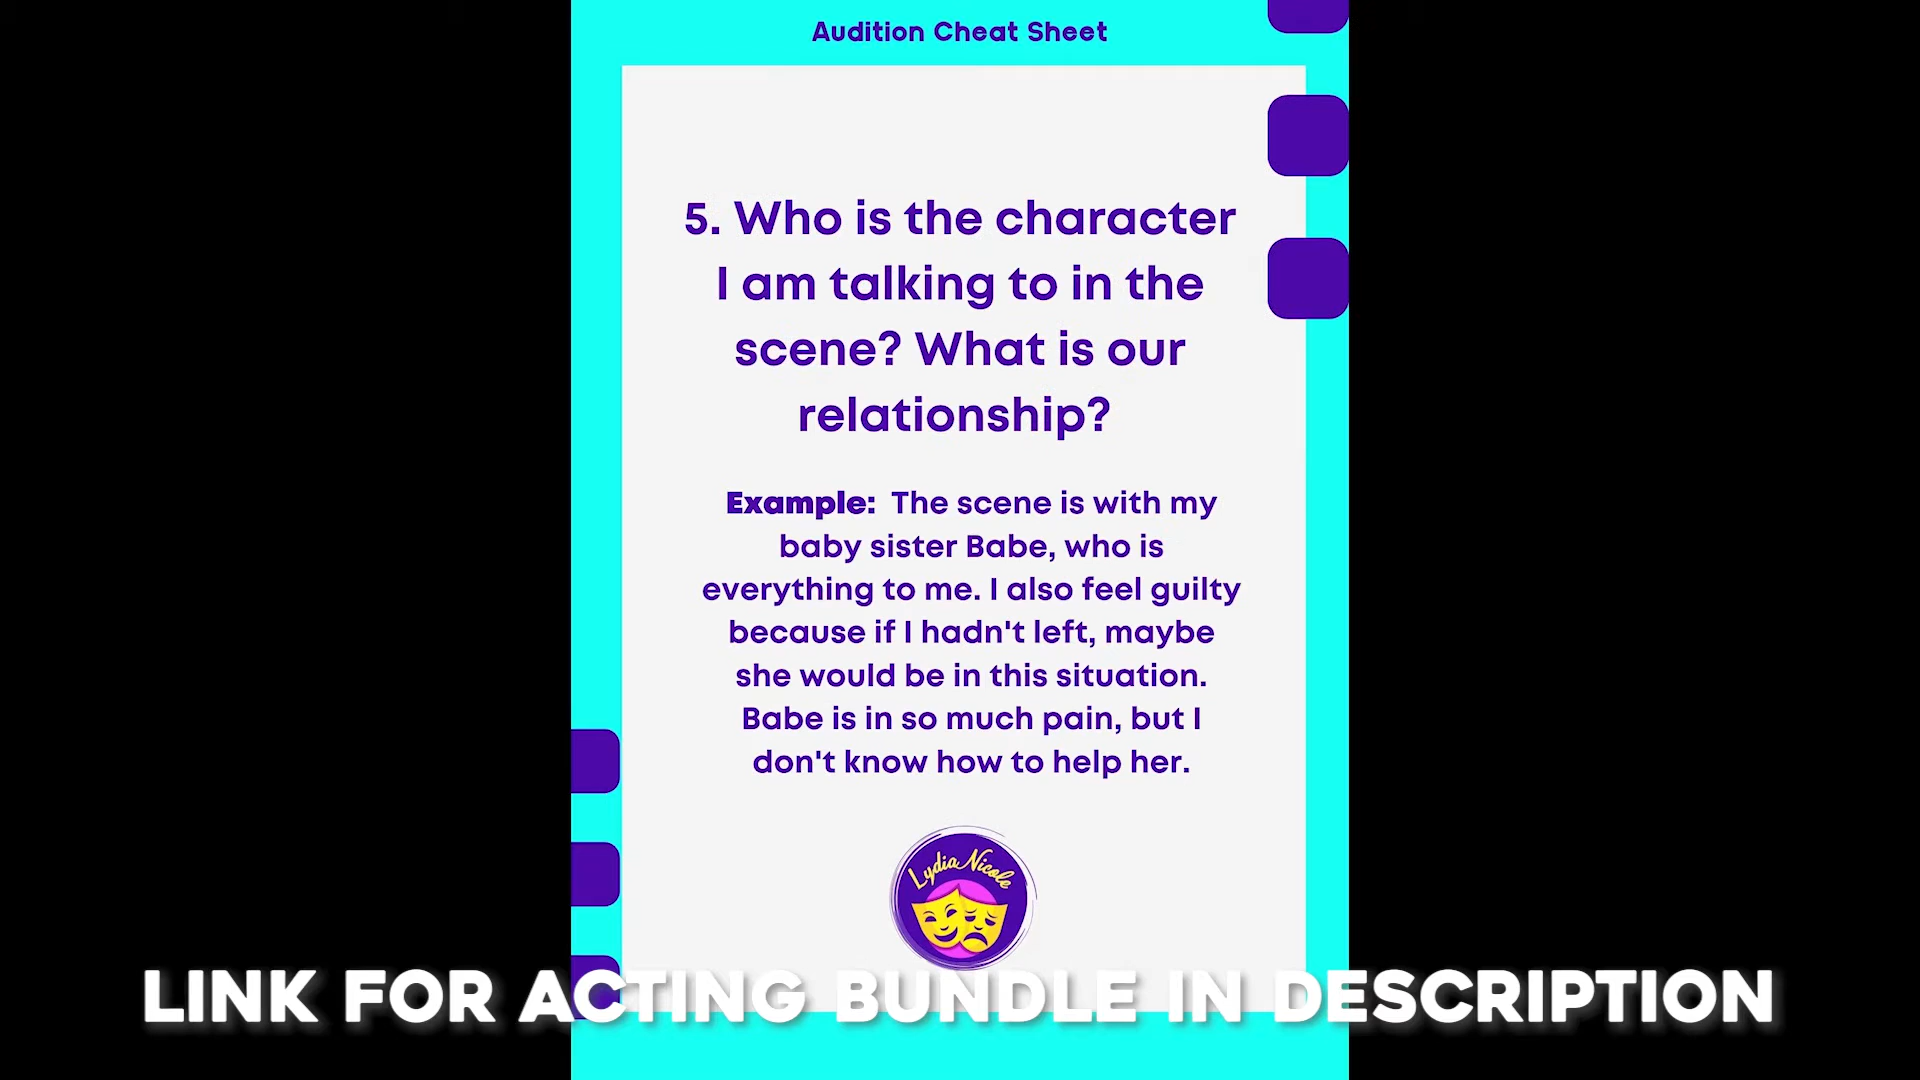 Audition Cheat Sheet
5. Who is the character
I am talking to in the
scene? What is our
relationship?
Example: The scene is with my
baby sister Babe, who is
everything to me. I also feel guilty
because if I hadn't left, maybe
she would be in this situation.
Babe is in so much pain, but I
don't know how to help her.
Lydia Nicole
LINK FOR ACTING BUNDLE IN DESCRIPTION